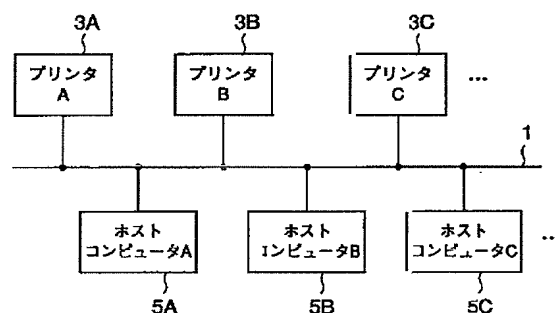 3A
3B
3C
プリンタ
A
プリンタ
B
プリンタ
C
...
1
ホスト
コンピュータA
ホスト
コンピュータB
ホスト
コンピュータC
..
5A
5B
5C